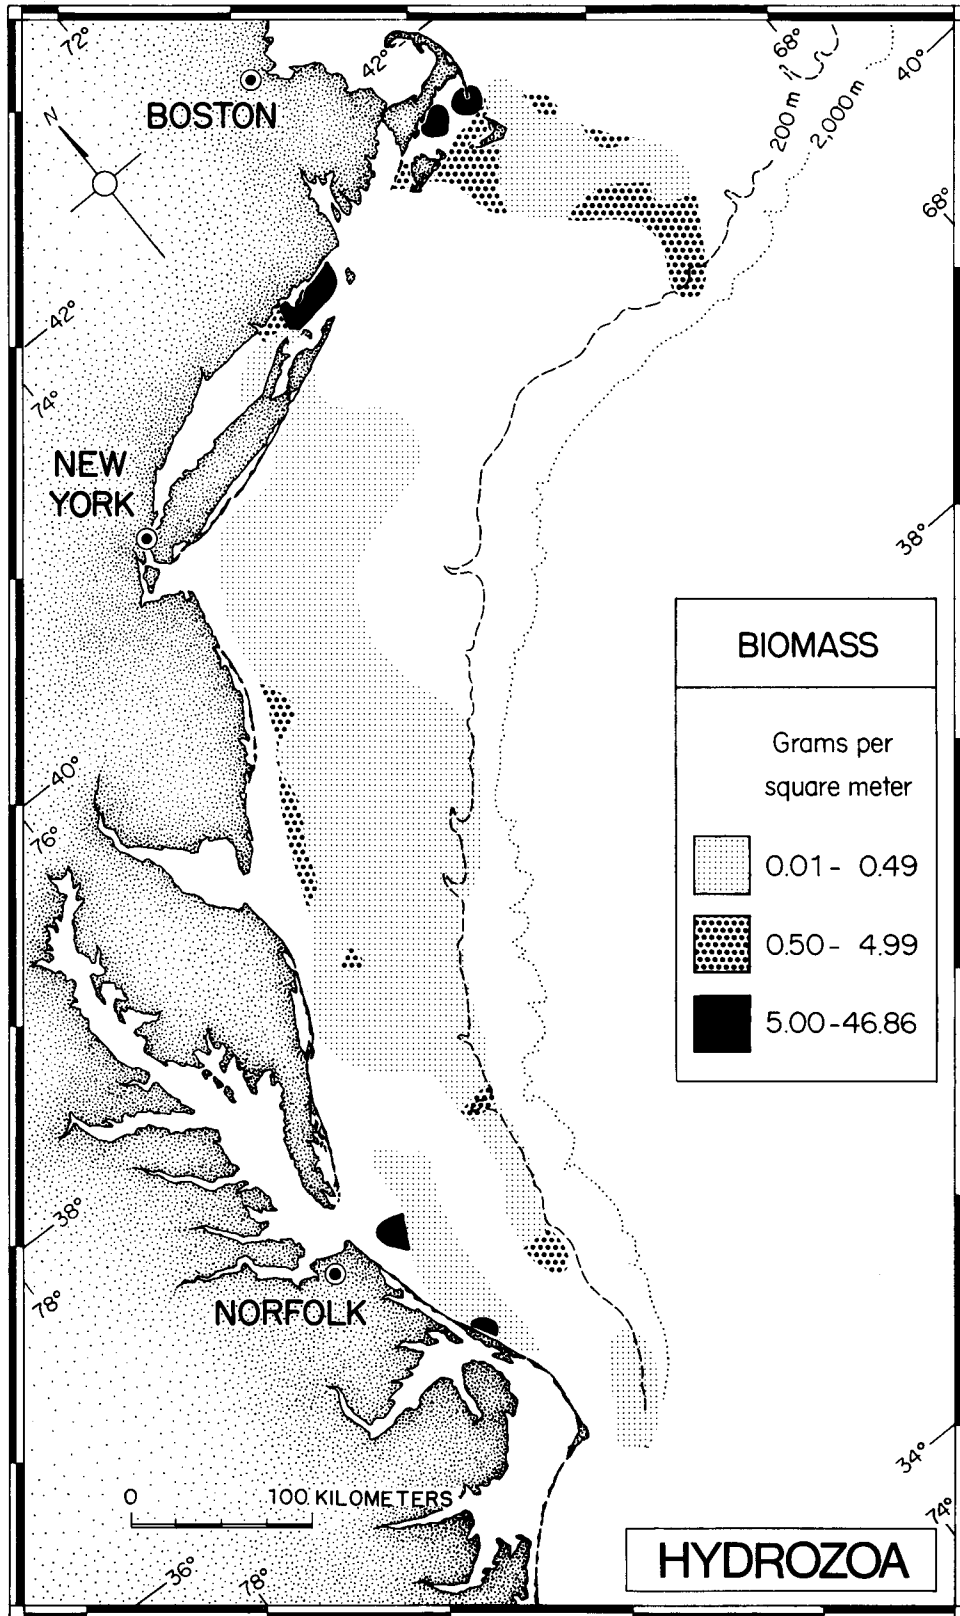 72°
42°
68°
40°
BOSTON
N
200 m
2,000 m
68°
42°
74°
NEW
YORK
38°
BIOMASS
Grams per
square meter
0.01 - 0.49
0.50 - 4.99
5.00 - 46.86
40°
76°
38°
78°
NORFOLK
34°
74°
0 100 KILOMETERS
36°
78°
HYDROZOA